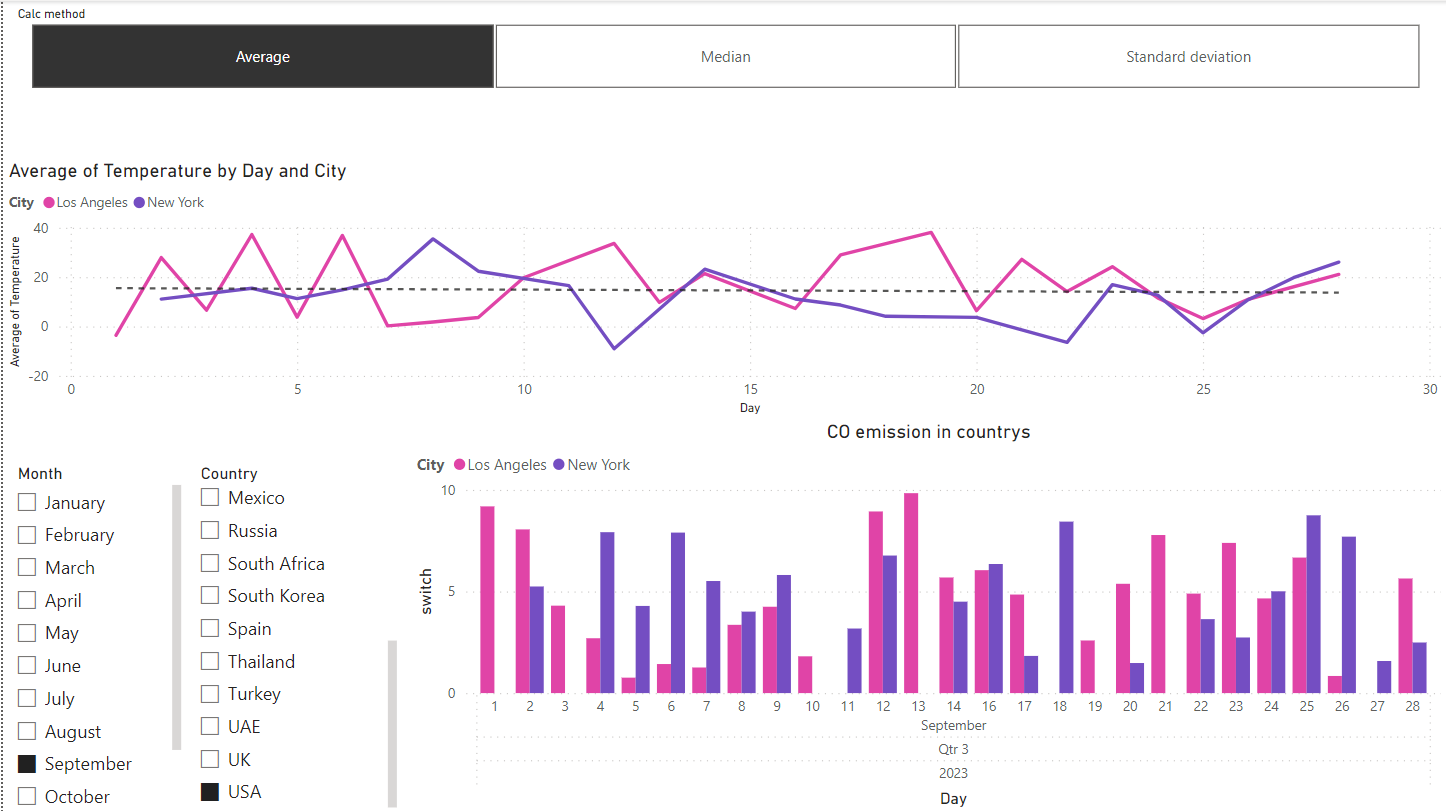 Calc method
Average Median Standard deviation
Average of Temperature by Day and City
City Los Angeles New York
Average of Temperature
40
20
0
-20
0 5 10 15 20 25 30
Day
CO emission in countrys
City Los Angeles New York
switch
10
5
0
1 2 3 4 5 6 7 8 9 10 11 12 13 14 16 17 18 19 20 21 22 23 24 25 26 27 28
September
Qtr 3
2023
Day
Month
January
February
March
April
May
June
July
August
September
October
Country
Mexico
Russia
South Africa
South Korea
Spain
Thailand
Turkey
UAE
UK
USA